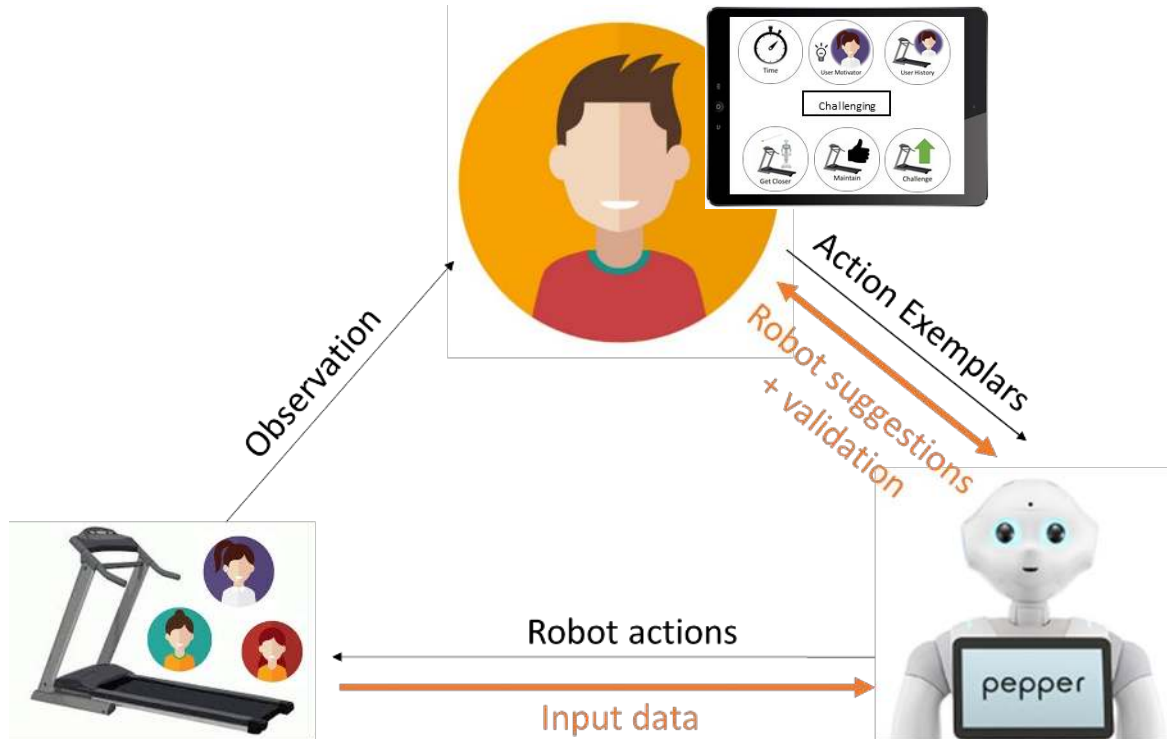 Time
User Motivator
User History
Challenging
Get Closer
Maintain
Challenge
Observation
Action Exemplars
Robot suggestions
+ validation
Robot actions
Input data
pepper